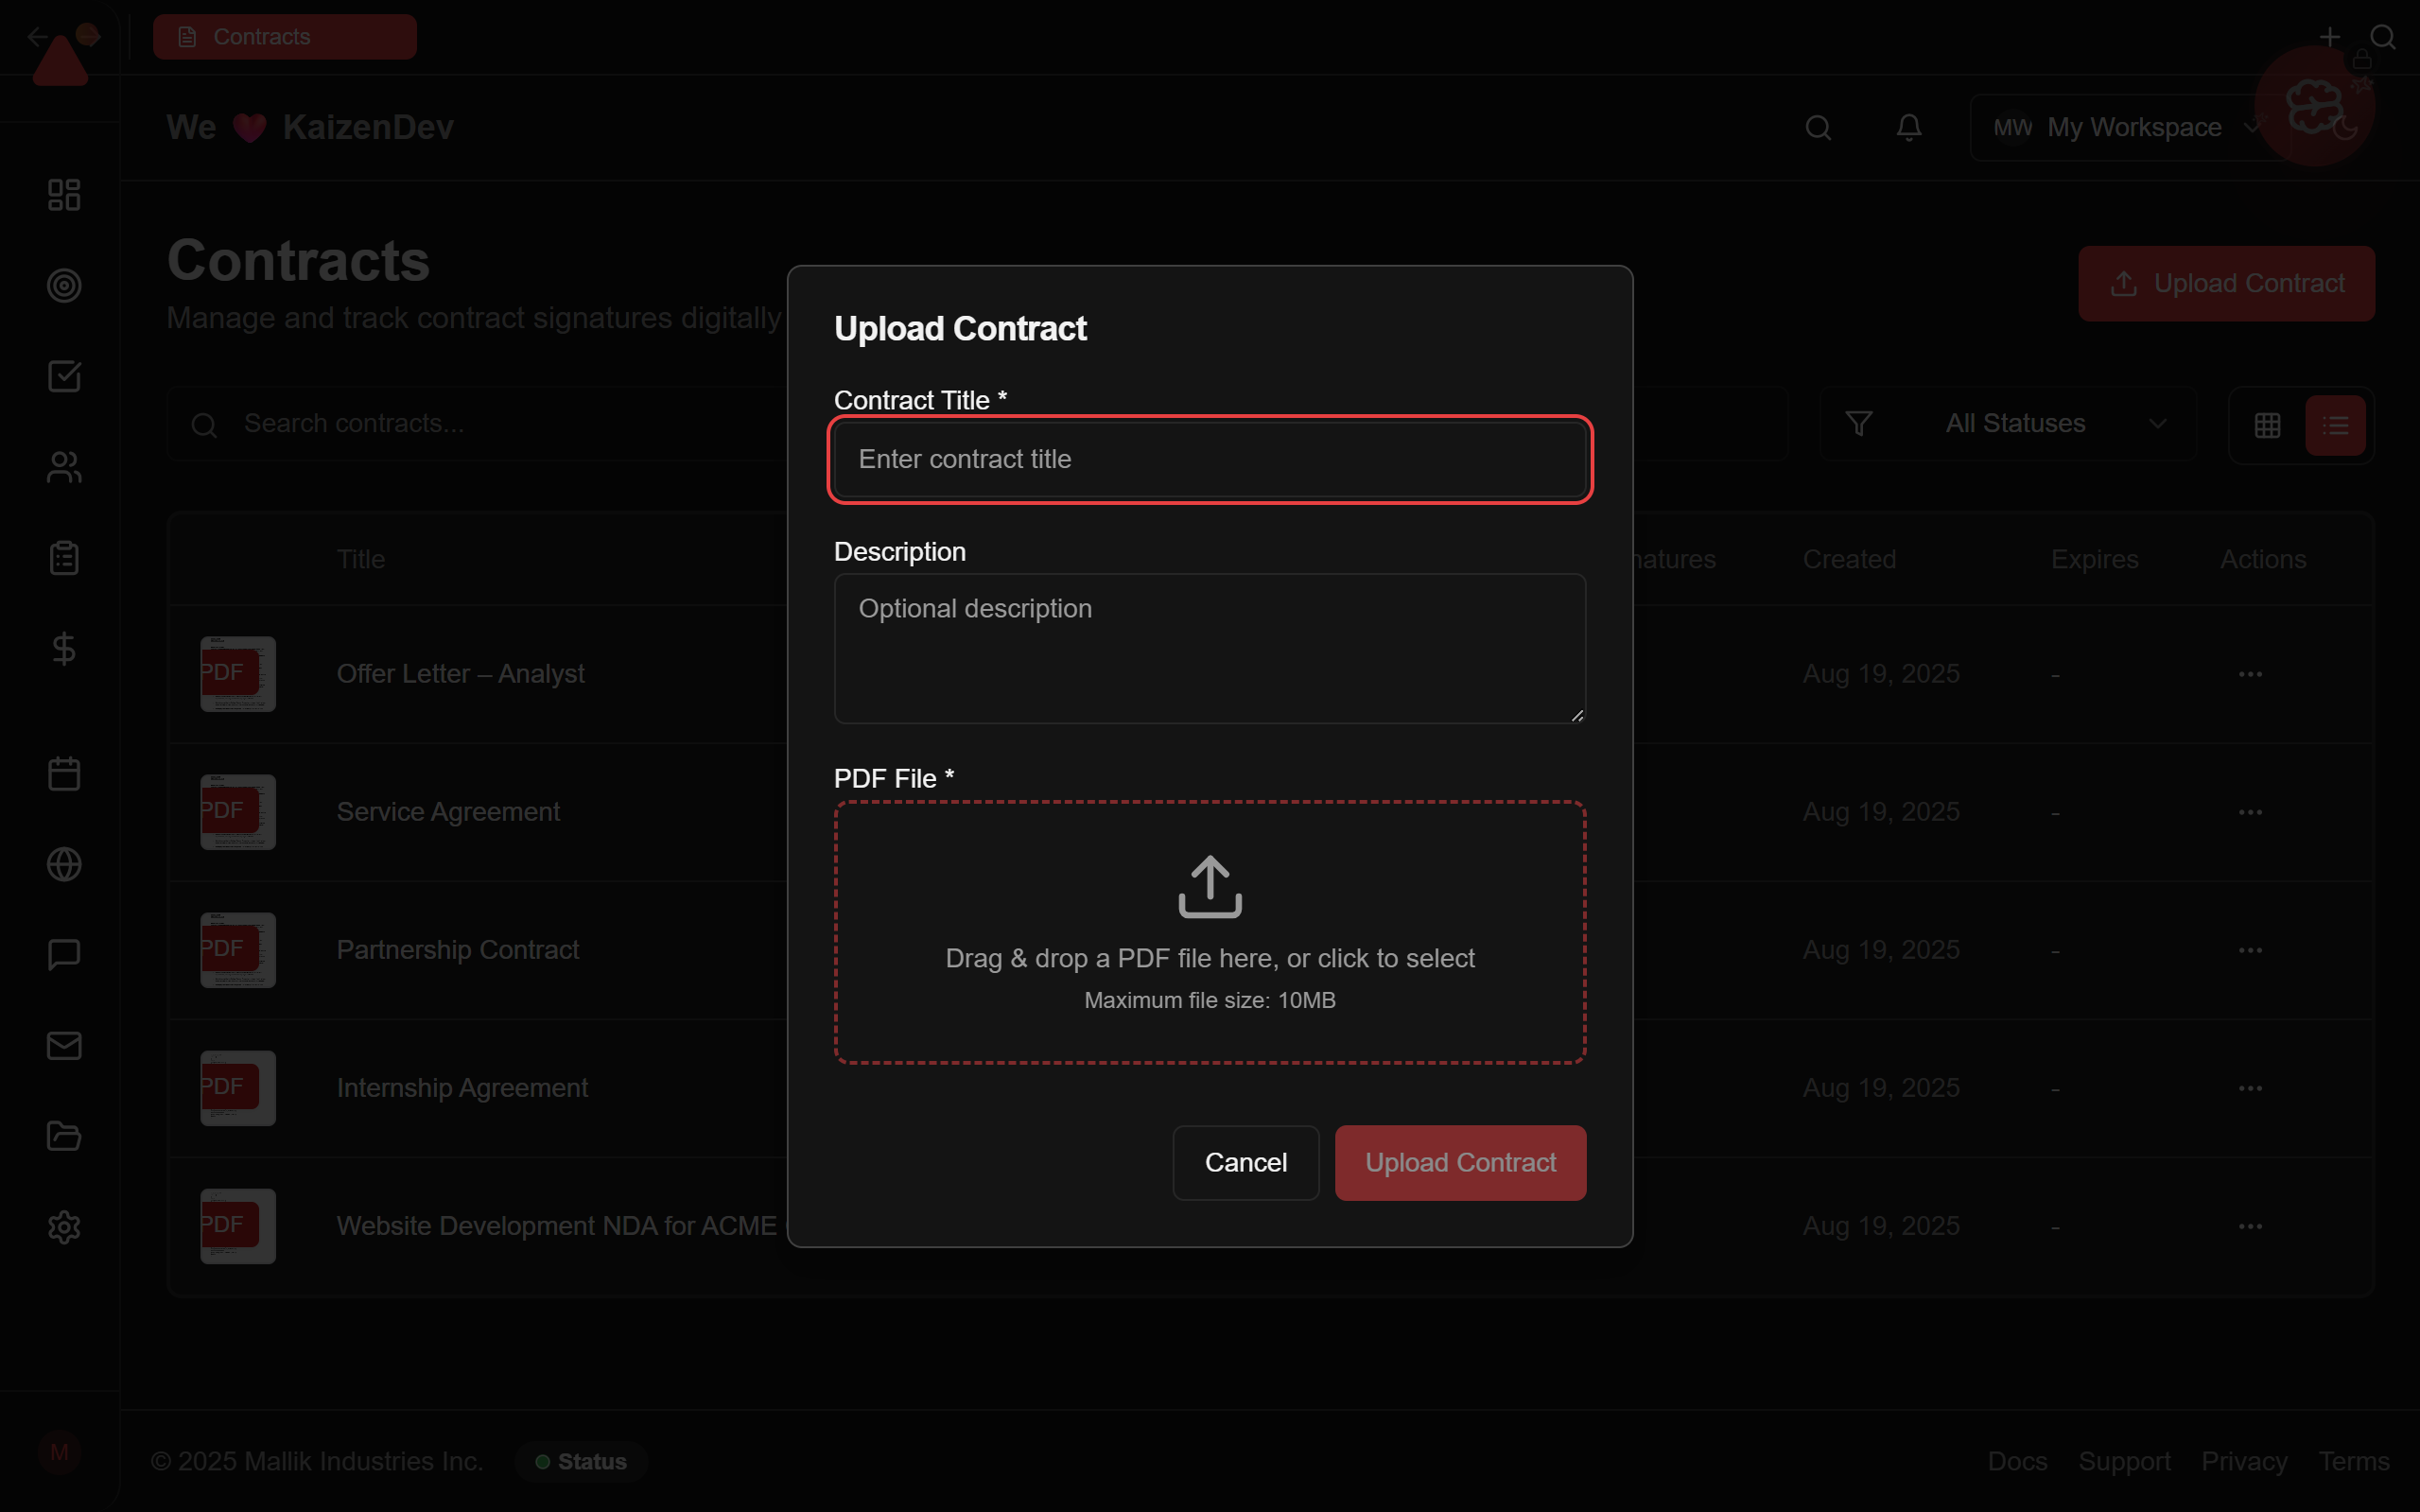 Contracts
We ❤️ KaizenDev
MW My Workspace
Contracts
Manage and track contract signatures digitally
Upload Contract
Search contracts...
All Statuses
Title
natures
Created
Expires
Actions
PDF
Offer Letter – Analyst
Aug 19, 2025
-
PDF
Service Agreement
Aug 19, 2025
-
PDF
Partnership Contract
Aug 19, 2025
-
PDF
Internship Agreement
Aug 19, 2025
-
PDF
Website Development NDA for ACME
Aug 19, 2025
-
Upload Contract
Contract Title *
Enter contract title
Description
Optional description
PDF File *
Drag & drop a PDF file here, or click to select
Maximum file size: 10MB
Cancel
Upload Contract
M
© 2025 Mallik Industries Inc.
Status
Docs
Support
Privacy
Terms